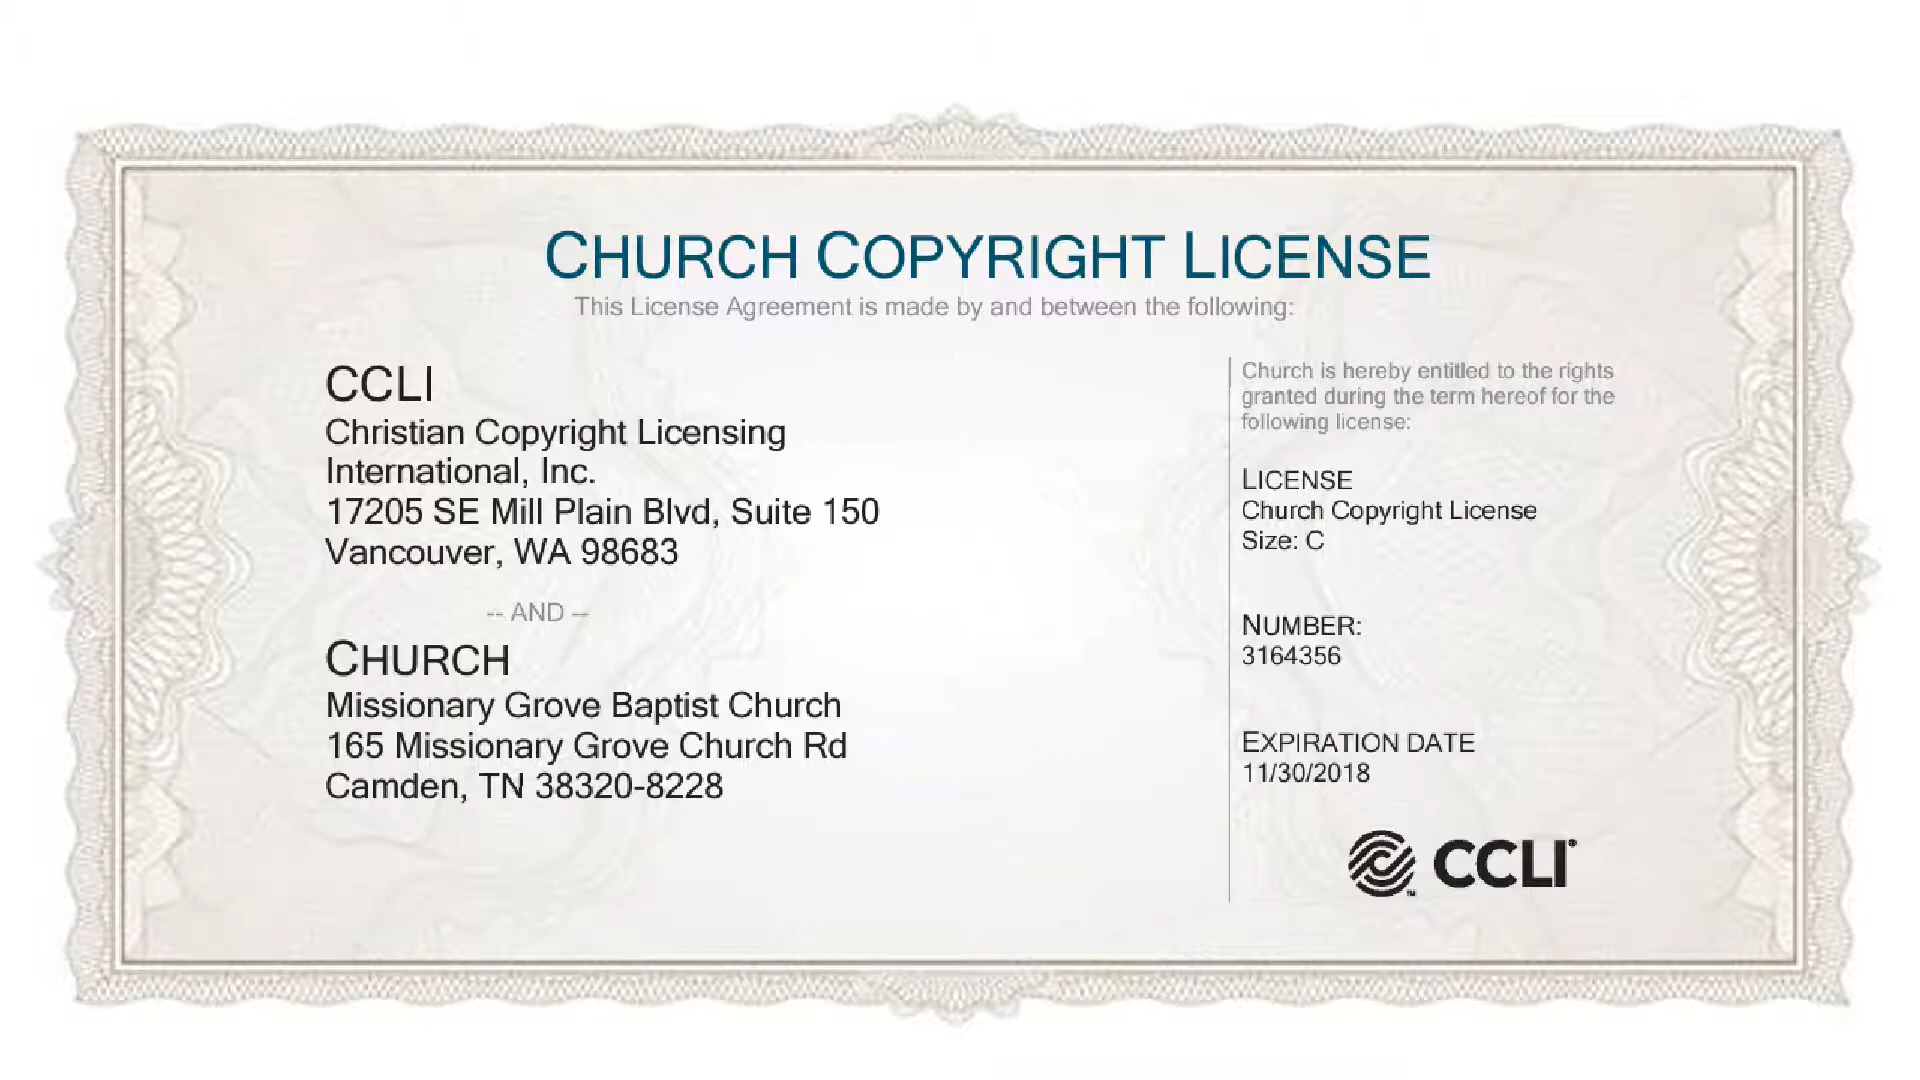 CHURCH COPYRIGHT LICENSE
This License Agreement is made by and between the following:
CCLI
Christian Copyright Licensing
International, Inc.
17205 SE Mill Plain Blvd, Suite 150
Vancouver, WA 98683
-- AND --
CHURCH
Missionary Grove Baptist Church
165 Missionary Grove Church Rd
Camden, TN 38320-8228
Church is hereby entitled to the rights
granted during the term hereof for the
following license:
LICENSE
Church Copyright License
Size: C
NUMBER:
3164356
EXPIRATION DATE
11/30/2018
CCLI®